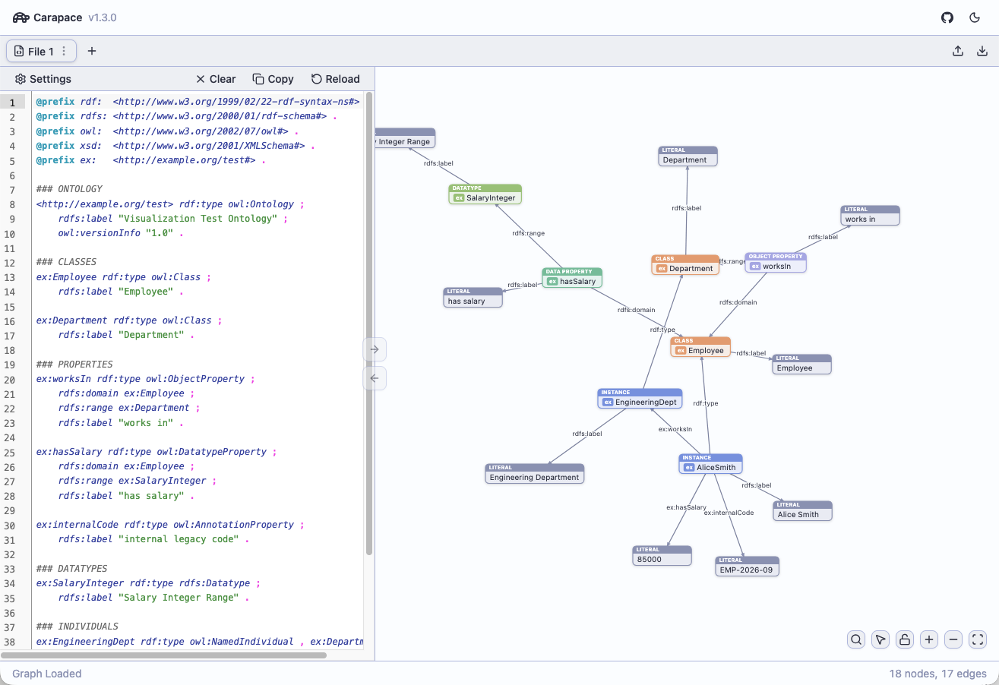 Carapace v1.3.0
File 1
Settings
Clear
Copy
Reload
1 @prefix rdf: <http://www.w3.org/1999/02/22-rdf-syntax-ns#>
2 @prefix rdfs: <http://www.w3.org/2000/01/rdf-schema#> .
3 @prefix owl: <http://www.w3.org/2002/07/owl#> .
4 @prefix xsd: <http://www.w3.org/2001/XMLSchema#> .
5 @prefix ex: <http://example.org/test#> .
6
7 ### ONTOLOGY
8 <http://example.org/test> rdf:type owl:Ontology ;
9 rdfs:label "Visualization Test Ontology" ;
10 owl:versionInfo "1.0" .
11
12 ### CLASSES
13 ex:Employee rdf:type owl:Class ;
14 rdfs:label "Employee" .
15
16 ex:Department rdf:type owl:Class ;
17 rdfs:label "Department" .
18
19 ### PROPERTIES
20 ex:worksIn rdf:type owl:ObjectProperty ;
21 rdfs:domain ex:Employee ;
22 rdfs:range ex:Department ;
23 rdfs:label "works in" .
24
25 ex:hasSalary rdf:type owl:DatatypeProperty ;
26 rdfs:domain ex:Employee ;
27 rdfs:range ex:SalaryInteger ;
28 rdfs:label "has salary" .
29
30 ex:internalCode rdf:type owl:AnnotationProperty ;
31 rdfs:label "internal legacy code" .
32
33 ### DATATYPES
34 ex:SalaryInteger rdf:type rdfs:Datatype ;
35 rdfs:label "Salary Integer Range" .
36
37 ### INDIVIDUALS
38 ex:EngineeringDept rdf:type owl:NamedIndividual , ex:Departm
y Integer Range
rdfs:label
DATATYPE
ex SalaryInteger
rdfs:range
LITERAL
Department
rdfs:label
LITERAL
works in
rdfs:label
CLASS
ex Department
dfs:range
OBJECT PROPERTY
ex worksIn
DATA PROPERTY
ex hasSalary
rdfs:label
LITERAL
has salary
rdfs:domain
rdfs:domain
rdf:type
CLASS
ex Employee
rdfs:label
LITERAL
Employee
INSTANCE
ex EngineeringDept
rdf:type
rdfs:label
ex:worksIn
LITERAL
Engineering Department
INSTANCE
ex AliceSmith
rdfs:label
ex:hasSalary
ex:internalCode
LITERAL
Alice Smith
LITERAL
85000
LITERAL
EMP-2026-09
Graph Loaded
18 nodes, 17 edges